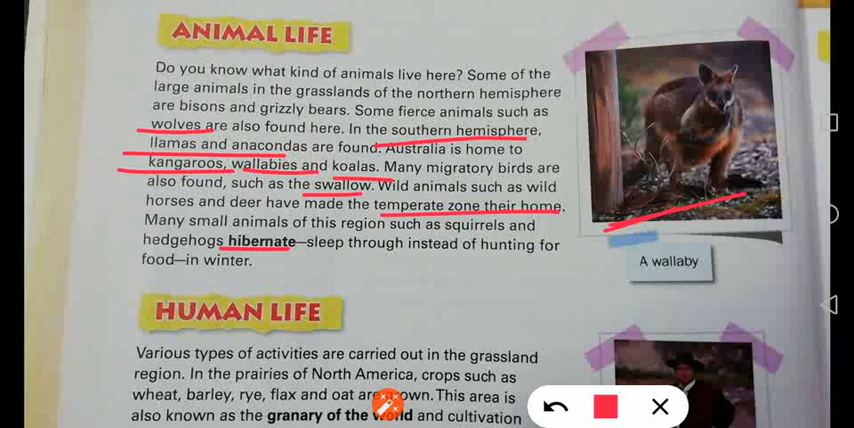 ANIMAL LIFE
Do you know what kind of animals live here? Some of the
large animals in the grasslands of the northern hemisphere
are bisons and grizzly bears. Some fierce animals such as
wolves are also found here. In the southern hemisphere,
llamas and anacondas are found. Australia is home to
kangaroos, wallabies and koalas. Many migratory birds are
also found, such as the swallow. Wild animals such as wild
horses and deer have made the temperate zone their home.
Many small animals of this region such as squirrels and
hedgehogs hibernate—sleep through instead of hunting for
food—in winter.
A wallaby
HUMAN LIFE
Various types of activities are carried out in the grassland
region. In the prairies of North America, crops such as
wheat, barley, rye, flax and oat are grown. This area is
also known as the granary of the world and cultivation